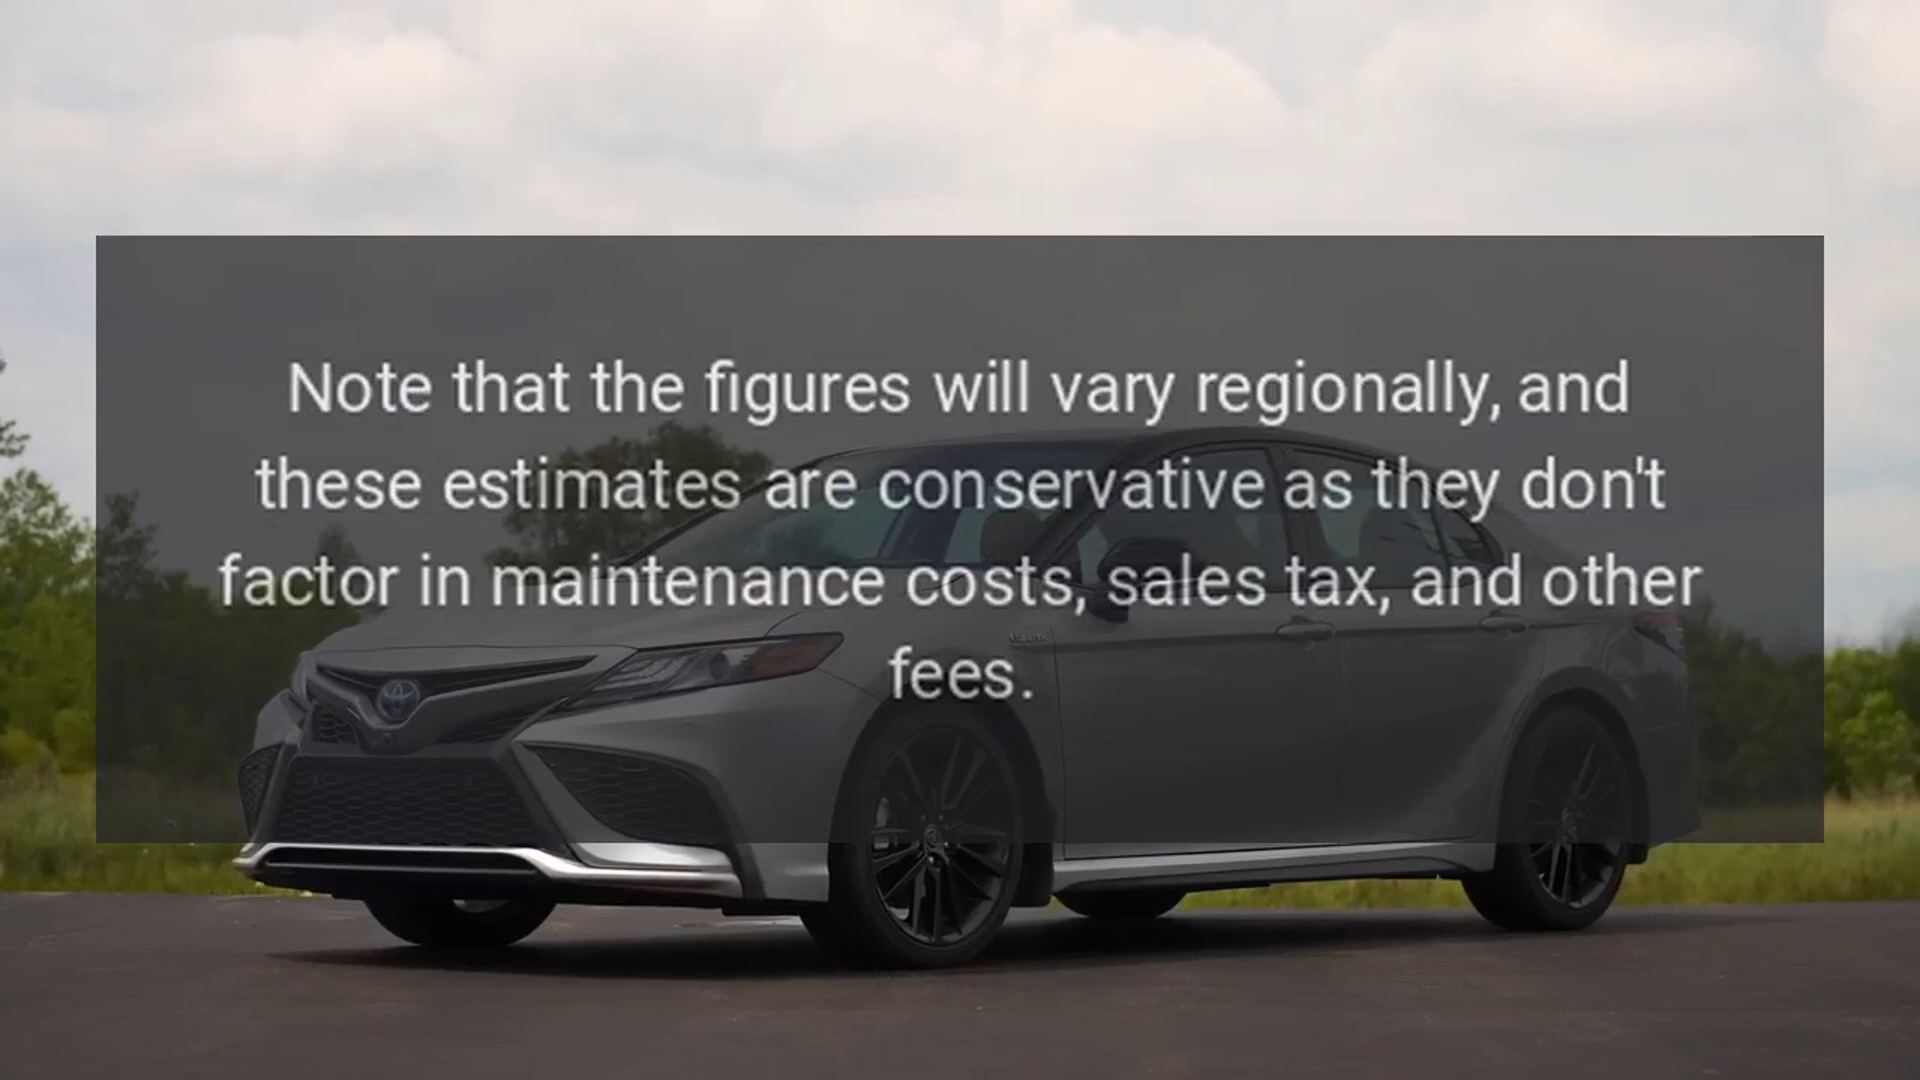 Note that the figures will vary regionally, and
these estimates are conservative as they don't
factor in maintenance costs, sales tax, and other
fees.